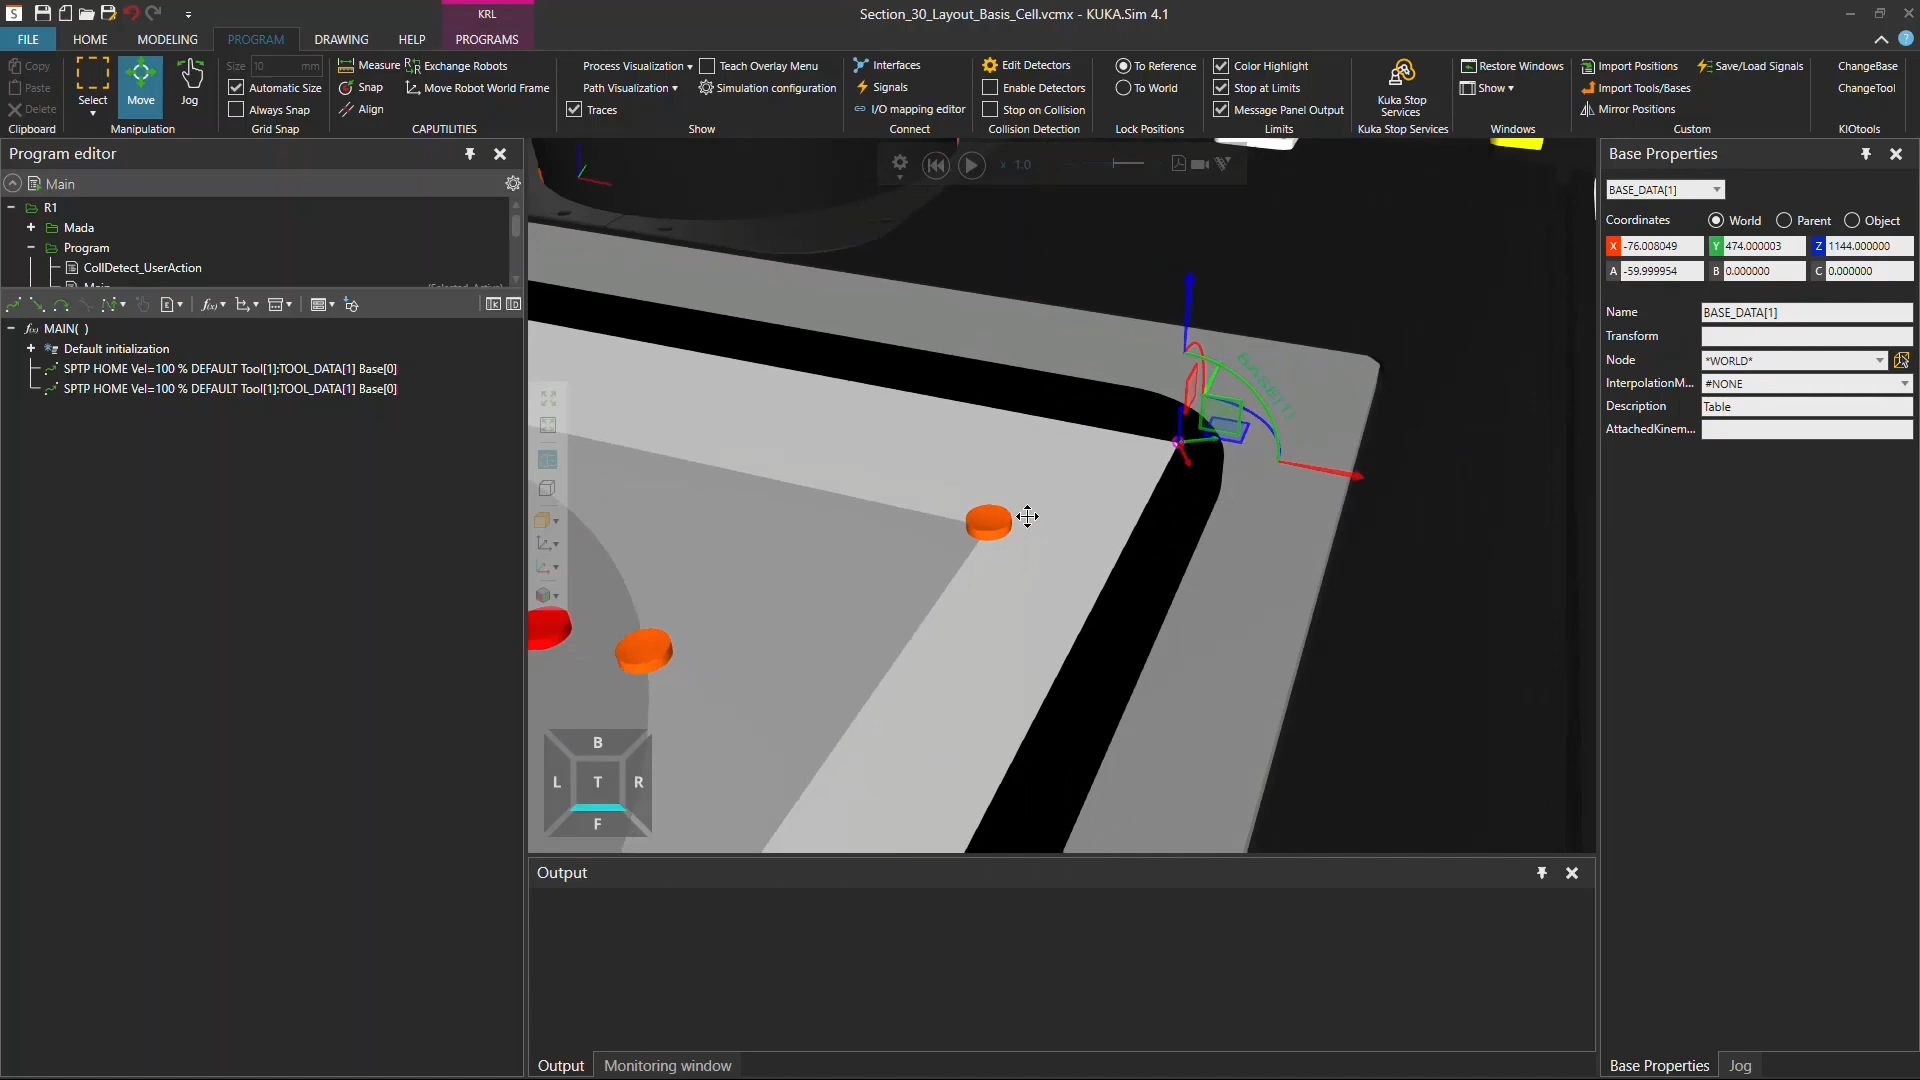 Section_30_Layout_Basis_Cell.vcmx - KUKA.Sim 4.1
KRL
FILE HOME MODELING PROGRAM DRAWING HELP PROGRAMS
Copy
Paste
Delete
Clipboard
Select
Move
Jog
Manipulation
Size 10 mm
Automatic Size
Always Snap
Grid Snap
Measure
Snap
Align
Exchange Robots
Move Robot World Frame
CAPUTILITIES
Process Visualization
Path Visualization
Traces
Teach Overlay Menu
Simulation configuration
Show
Interfaces
Signals
I/O mapping editor
Connect
Edit Detectors
Enable Detectors
Stop on Collision
Collision Detection
To Reference
To World
Lock Positions
Color Highlight
Stop at Limits
Message Panel Output
Limits
Kuka Stop
Services
Kuka Stop Services
Restore Windows
Show
Windows
Import Positions
Import Tools/Bases
Mirror Positions
Save/Load Signals
Custom
ChangeBase
ChangeTool
KIOtools
Program editor
Main
R1
Mada
Program
CollDetect_UserAction
MAIN( )
Default initialization
SPTP HOME Vel=100 % DEFAULT Tool[1]:TOOL_DATA[1] Base[0]
SPTP HOME Vel=100 % DEFAULT Tool[1]:TOOL_DATA[1] Base[0]
x 1.0
BASE[1]
B
L T R
F
Output
Output Monitoring window
Base Properties
BASE_DATA[1]
Coordinates World Parent Object
X -76.008049 Y 474.000003 Z 1144.000000
A -59.999954 B 0.000000 C 0.000000
Name BASE_DATA[1]
Transform
Node *WORLD*
InterpolationM... #NONE
Description Table
AttachedKinem...
Base Properties Jog